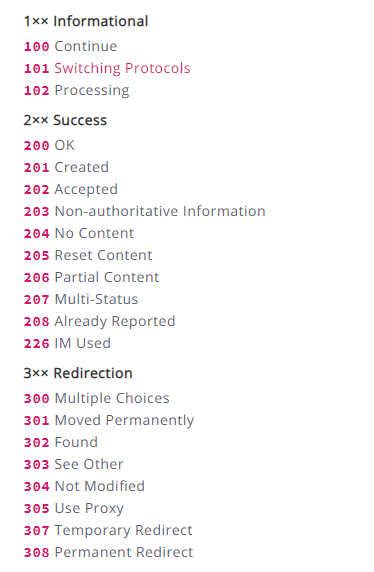 1×× Informational
100 Continue
101 Switching Protocols
102 Processing
2×× Success
200 OK
201 Created
202 Accepted
203 Non-authoritative Information
204 No Content
205 Reset Content
206 Partial Content
207 Multi-Status
208 Already Reported
226 IM Used
3×× Redirection
300 Multiple Choices
301 Moved Permanently
302 Found
303 See Other
304 Not Modified
305 Use Proxy
307 Temporary Redirect
308 Permanent Redirect